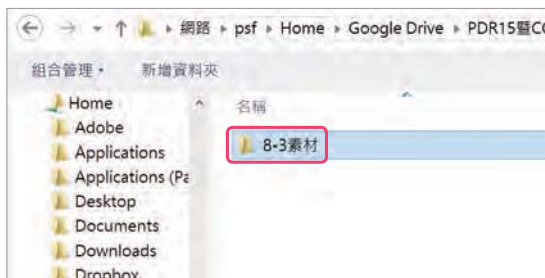 網路 ▸ psf ▸ Home ▸ Google Drive ▸ PDR15暨CO
組合管理 新增資料夾
Home 名稱
Adobe
8-3素材
Applications
Applications (Pa
Desktop
Documents
Downloads
Dropbox